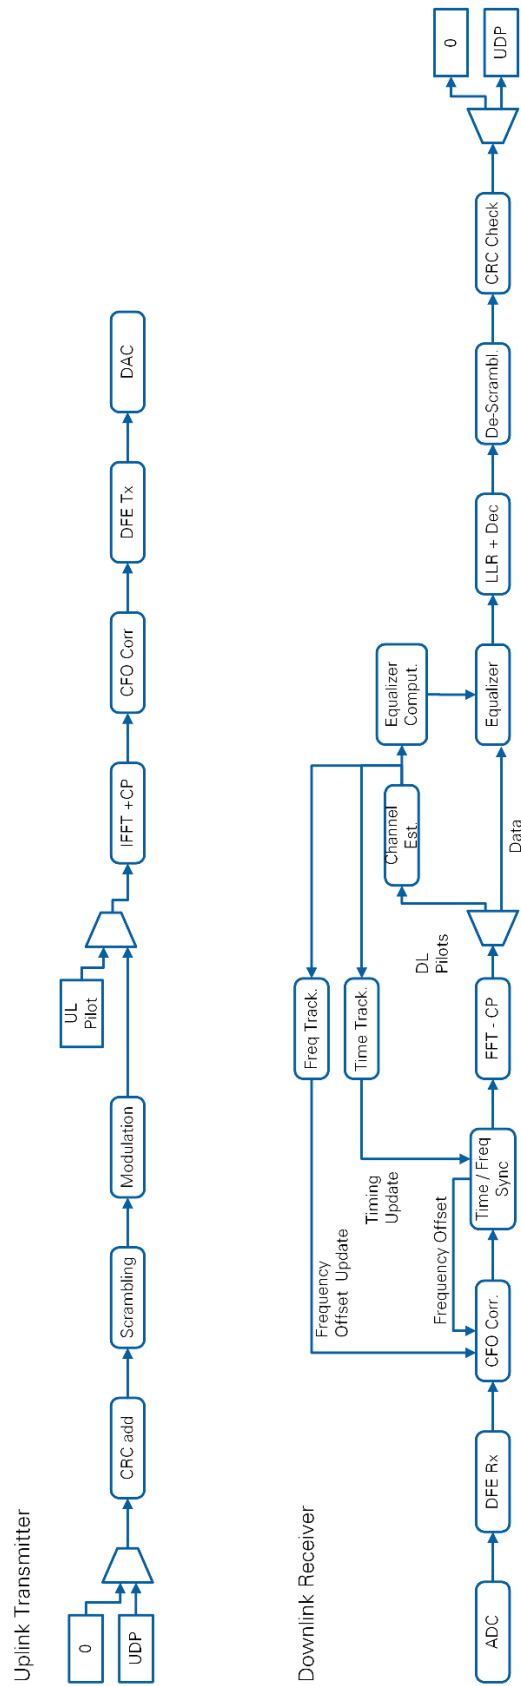 Uplink Transmitter
0
UDP
CRC add
Scrambling
Modulation
UL
Pilot
IFFT +CP
CFO Corr
DFE Tx
DAC
Downlink Receiver
ADC
DFE Rx
CFO Corr.
Frequency Offset
Frequency
Offset Update
Time / Freq
Sync
Timing
Update
Freq Track.
Time Track.
FFT - CP
DL
Pilots
Data
Channel
Est.
Equalizer
Comput.
Equalizer
LLR + Dec
De-Scrambl.
CRC Check
0
UDP